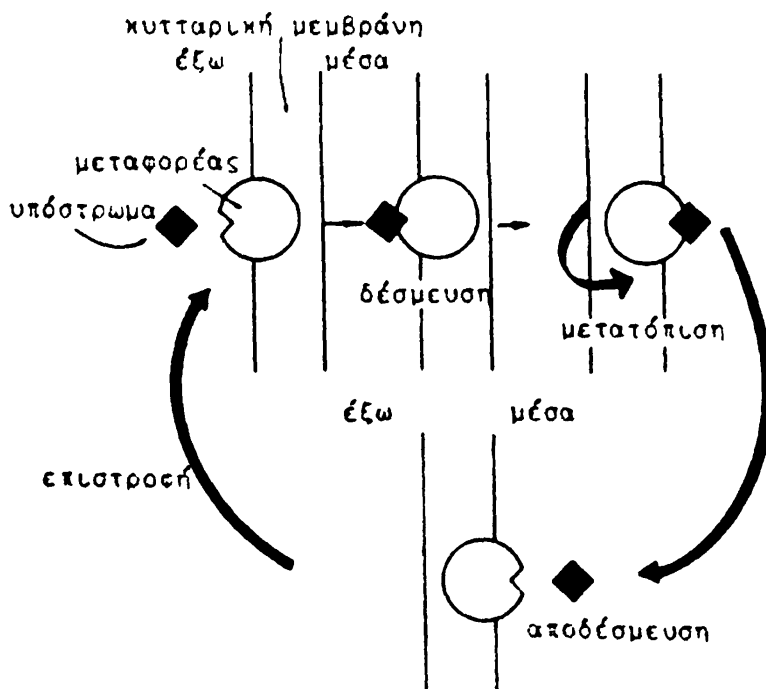 κυτταρική μεμβράνη
έξω μέσα
μεταφορέας
υπόστρωμα
δέσμευση
μετατόπιση
έξω μέσα
επιστροφή
αποδέσμευση